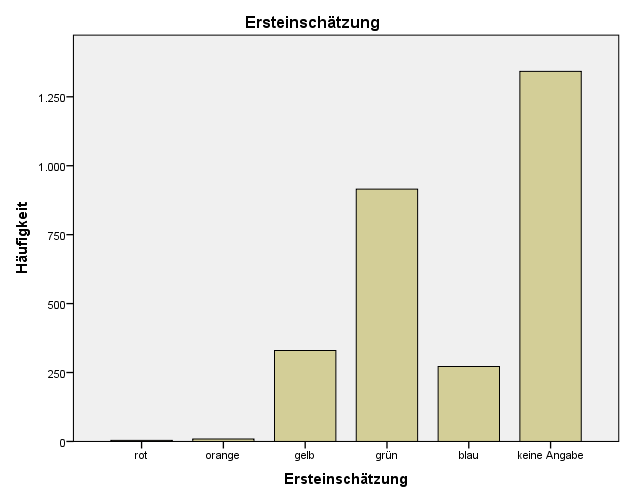 Ersteinschätzung
Häufigkeit
1.250
1.000
750
500
250
0
rot orange gelb grün blau keine Angabe
Ersteinschätzung